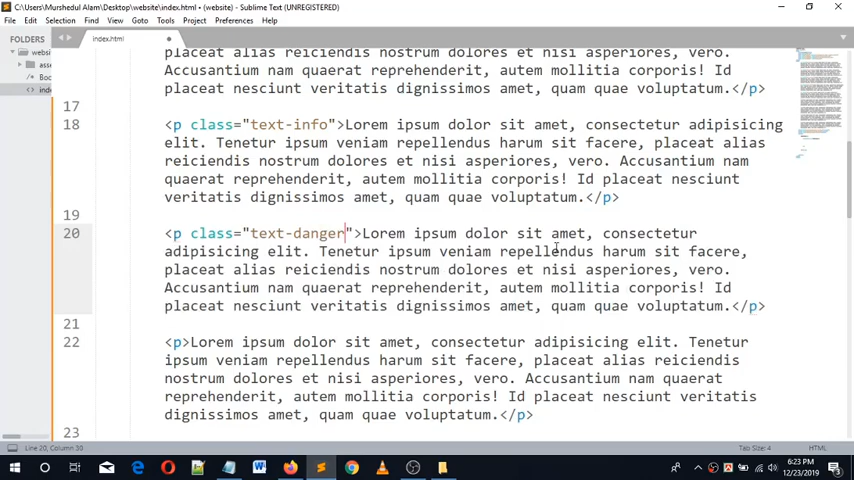 C:\Users\Murshedul Alam\Desktop\website\index.html • (website) - Sublime Text (UNREGISTERED)
File Edit Selection Find View Goto Tools Project Preferences Help
FOLDERS
index.html
websi
ass
Boo
inde
placeat alias reiciendis nostrum dolores et nisi asperiores, vero.
Accusantium nam quaerat reprehenderit, autem mollitia corporis! Id
placeat nesciunt veritatis dignissimos amet, quam quae voluptatum.</p>
17
18 <p class="text-info">Lorem ipsum dolor sit amet, consectetur adipisicing
elit. Tenetur ipsum veniam repellendus harum sit facere, placeat alias
reiciendis nostrum dolores et nisi asperiores, vero. Accusantium nam
quaerat reprehenderit, autem mollitia corporis! Id placeat nesciunt
veritatis dignissimos amet, quam quae voluptatum.</p>
19
20 <p class="text-danger">Lorem ipsum dolor sit amet, consectetur
adipisicing elit. Tenetur ipsum veniam repellendus harum sit facere,
placeat alias reiciendis nostrum dolores et nisi asperiores, vero.
Accusantium nam quaerat reprehenderit, autem mollitia corporis! Id
placeat nesciunt veritatis dignissimos amet, quam quae voluptatum.</p>
21
22 <p>Lorem ipsum dolor sit amet, consectetur adipisicing elit. Tenetur
ipsum veniam repellendus harum sit facere, placeat alias reiciendis
nostrum dolores et nisi asperiores, vero. Accusantium nam quaerat
reprehenderit, autem mollitia corporis! Id placeat nesciunt veritatis
dignissimos amet, quam quae voluptatum.</p>
23
Line 20, Column 30
Tab Size: 4
HTML
6:23 PM
12/23/2019